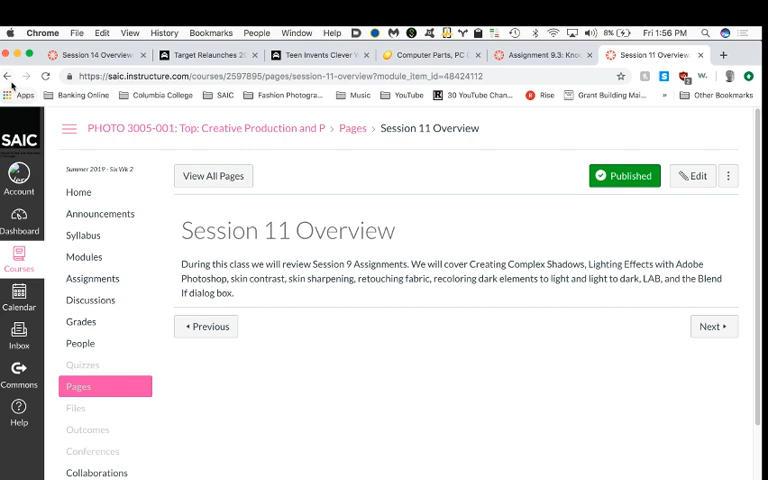 Chrome File Edit View History Bookmarks People Window Help 8% Fri 1:56 PM
Session 14 Overview Target Relaunches 20 Teen Invents Clever W Computer Parts, PC C Assignment 9.3: Kno Session 11 Overview
https://saic.instructure.com/courses/2597895/pages/session-11-overview?module_item_id=48424112
Apps Banking Online Columbia College SAIC Fashion Photogra... Music YouTube 30 YouTube Chan... Rise Grant Building Mai... » Other Bookmarks
SAIC
Account
Dashboard
Courses
Calendar
Inbox
Commons
Help
PHOTO 3005-001: Top: Creative Production and P › Pages › Session 11 Overview
Summer 2019 - Six Wk 2
Home
Announcements
Syllabus
Modules
Assignments
Discussions
Grades
People
Quizzes
Pages
Files
Outcomes
Conferences
Collaborations
View All Pages
Published
Edit
Session 11 Overview
During this class we will review Session 9 Assignments. We will cover Creating Complex Shadows, Lighting Effects with Adobe
Photoshop, skin contrast, skin sharpening, retouching fabric, recoloring dark elements to light and light to dark, LAB, and the Blend
If dialog box.
Previous
Next